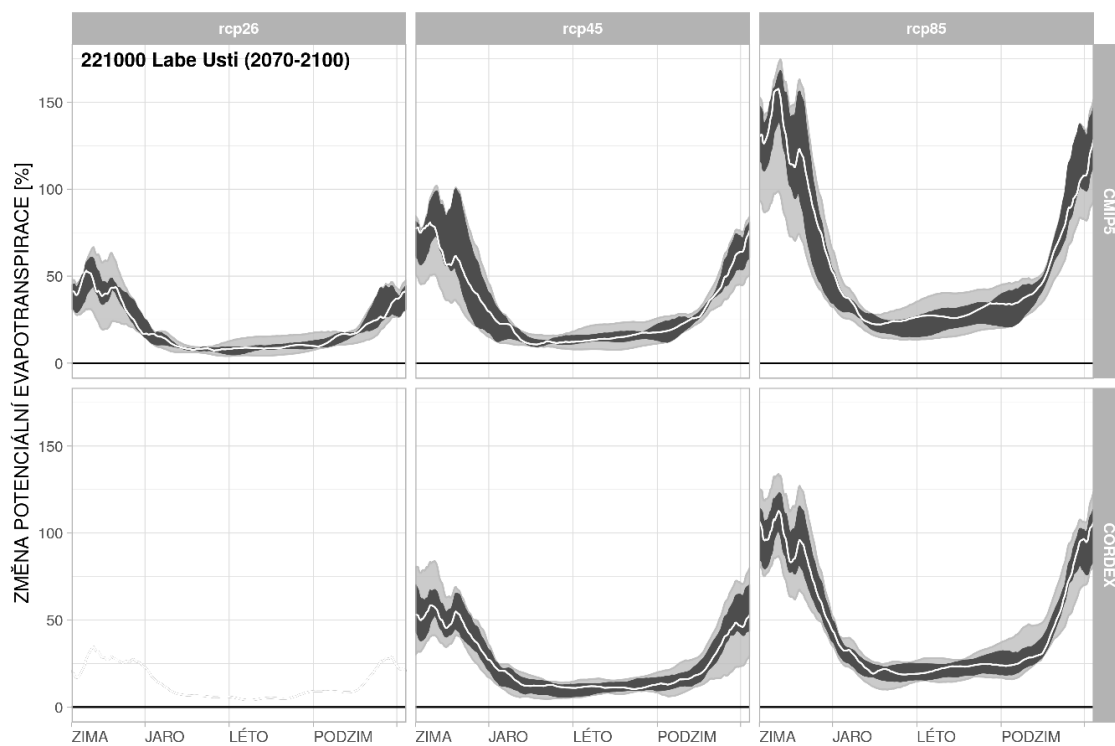 rcp26 rcp45 rcp85
221000 Labe Usti (2070-2100)
ZMĚNA POTENCIÁLNÍ EVAPOTRANSPIRACE [%]
150
100
50
0
CMIP5
150
100
50
0
CORDEX
ZIMA JARO LÉTO PODZIM ZIMA JARO LÉTO PODZIM ZIMA JARO LÉTO PODZIM